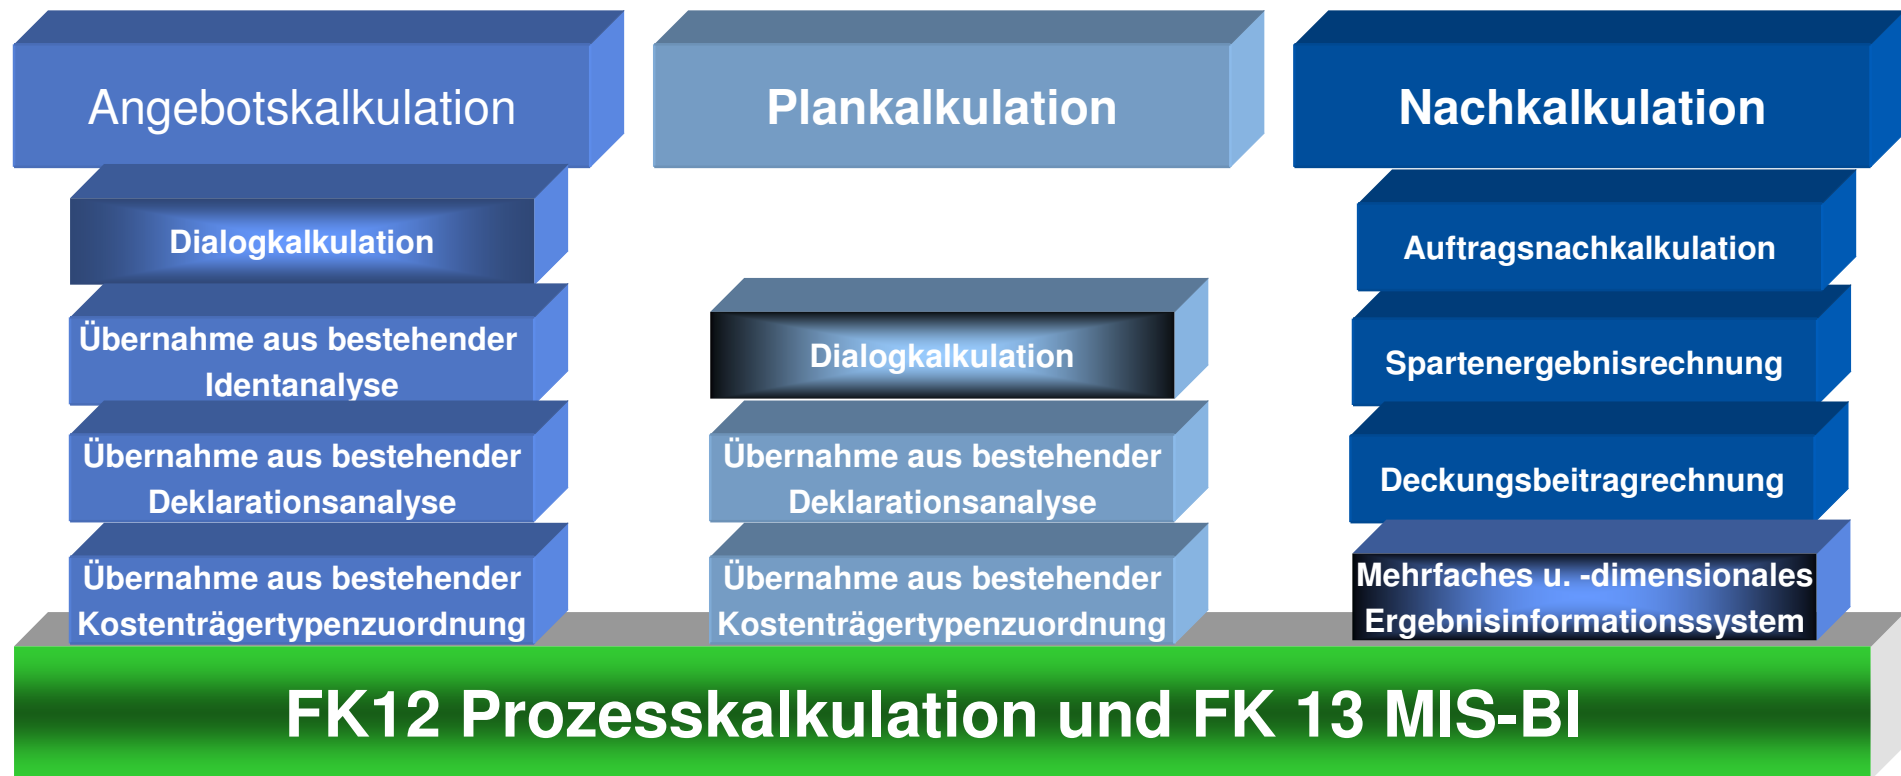 Angebotskalkulation
Dialogkalkulation
Übernahme aus bestehender
Identanalyse
Übernahme aus bestehender
Deklarationsanalyse
Übernahme aus bestehender
Kostenträgertypenzuordnung
Plankalkulation
Dialogkalkulation
Übernahme aus bestehender
Deklarationsanalyse
Übernahme aus bestehender
Kostenträgertypenzuordnung
Nachkalkulation
Auftragsnachkalkulation
Spartenergebnisrechnung
Deckungsbeitragrechnung
Mehrfaches u. -dimensionales
Ergebnisinformationssystem
FK12 Prozesskalkulation und FK 13 MIS-BI